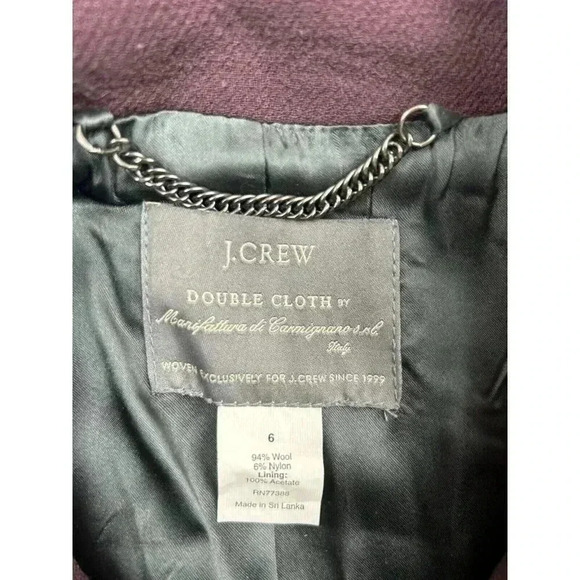 J.CREW
DOUBLE CLOTH BY
Manifattura di Carmignano s.r.l.
Italy
WOVEN EXCLUSIVELY FOR J.CREW SINCE 1999
6
94% Wool
6% Nylon
Lining:
100% Acetate
RN77388
Made in Sri Lanka